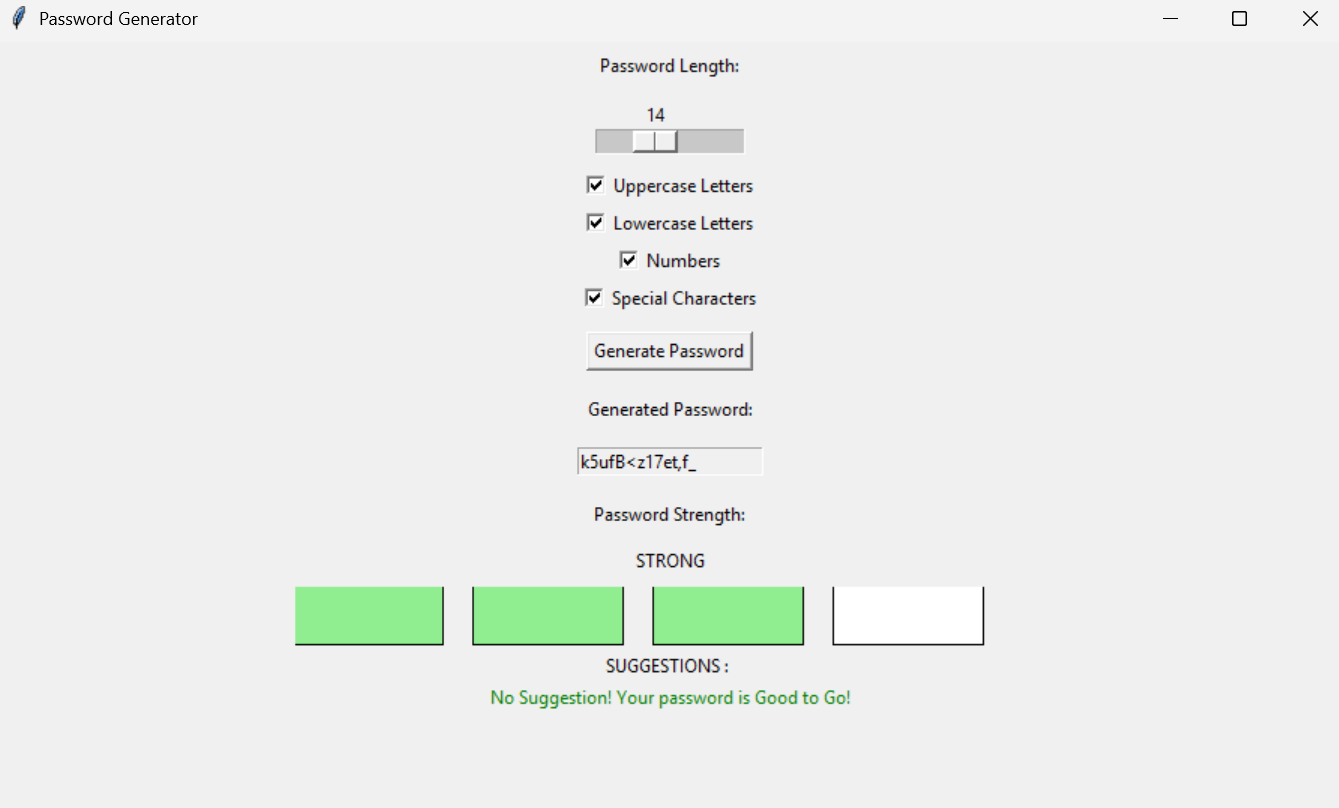 Password Generator
Password Length:
14
Uppercase Letters
Lowercase Letters
Numbers
Special Characters
Generate Password
Generated Password:
k5ufB<z17et,f_
Password Strength:
STRONG
SUGGESTIONS :
No Suggestion! Your password is Good to Go!